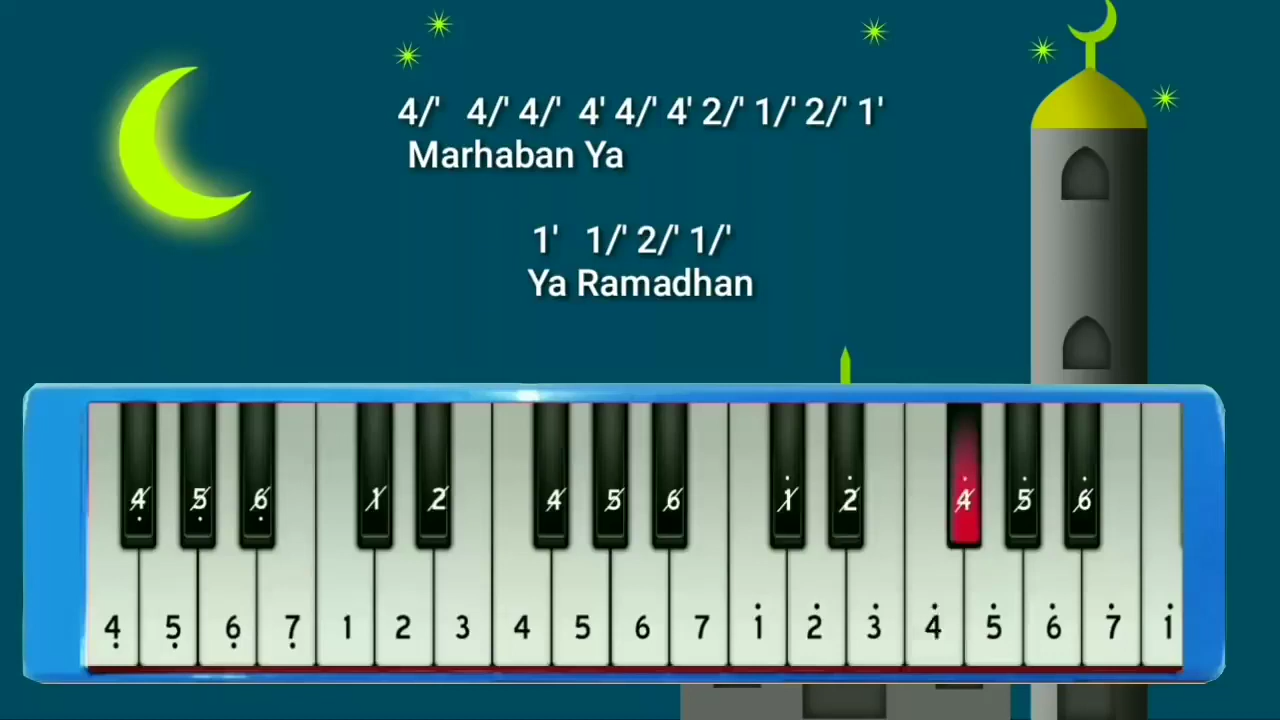 4/' 4/' 4/' 4' 4/' 4' 2/' 1/' 2/' 1'
Marhaban Ya
1' 1/' 2/' 1/'
Ya Ramadhan
4̸̣ 5̸̣ 6̸̣ 1̸ 2̸ 4̸ 5̸ 6̸ 1̸̇ 2̸̇ 4̸̇ 5̸̇ 6̸̇
4̣ 5̣ 6̣ 7̣ 1 2 3 4 5 6 7 1̇ 2̇ 3̇ 4̇ 5̇ 6̇ 7̇ 1̇